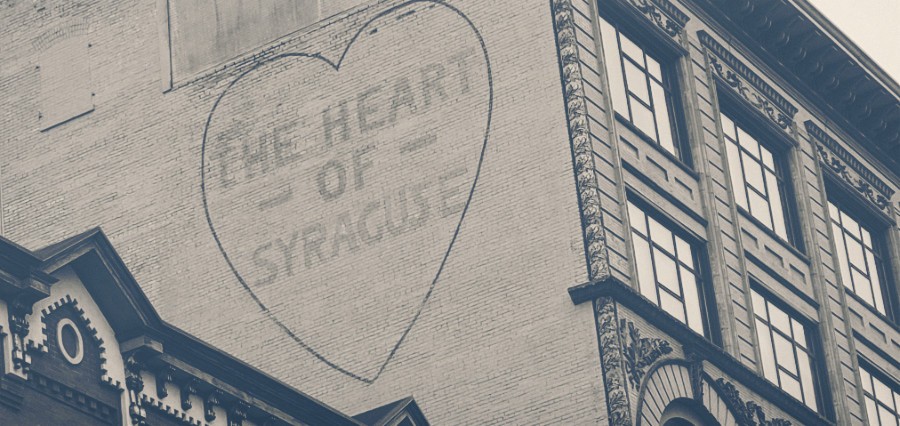 THE HEART
- OF -
SYRACUSE